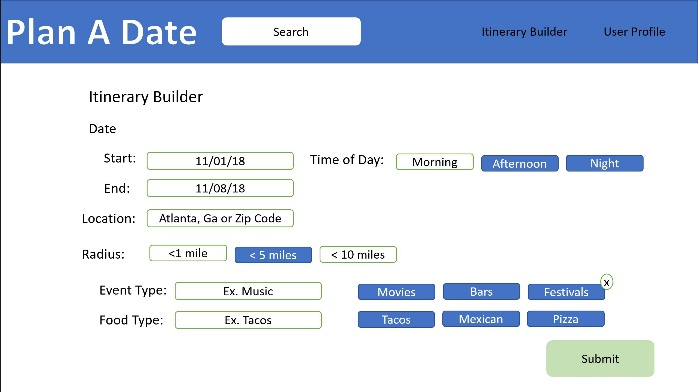 Plan A Date Search Itinerary Builder User Profile
Itinerary Builder
Date
Start: 11/01/18 Time of Day: Morning Afternoon Night
End: 11/08/18
Location: Atlanta, Ga or Zip Code
Radius: <1 mile < 5 miles < 10 miles
x
Event Type: Ex. Music Movies Bars Festivals
Food Type: Ex. Tacos Tacos Mexican Pizza
Submit